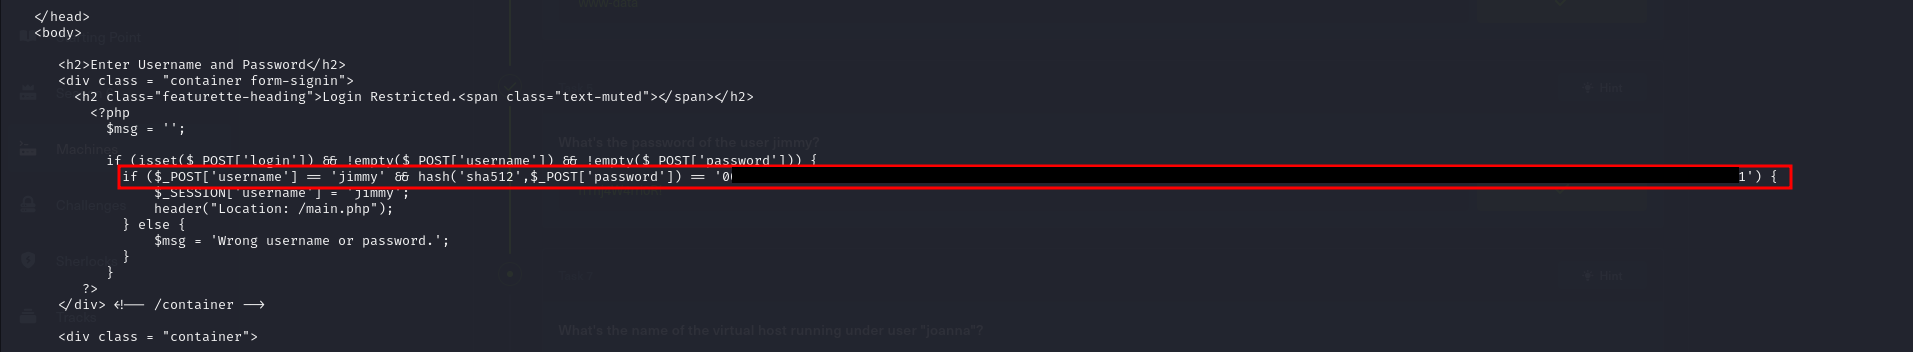 </head>
<body>
<h2>Enter Username and Password</h2>
<div class = "container form-signin">
<h2 class="featurette-heading">Login Restricted.<span class="text-muted"></span></h2>
<?php
$msg = '';
if (isset($_POST['login']) && !empty($_POST['username']) && !empty($_POST['password'])) {
if ($_POST['username'] == 'jimmy' && hash('sha512',$_POST['password']) == '0 1') {
$_SESSION['username'] = 'jimmy';
header("Location: /main.php");
} else {
$msg = 'Wrong username or password.';
}
}
?>
</div> <!-- /container -->
<div class = "container">
www-data
Hint
What's the password of the user jimmy?
Machines
Challenges
Sherlocks
Hint
Tracks
What's the name of the virtual host running under user "joanna"?